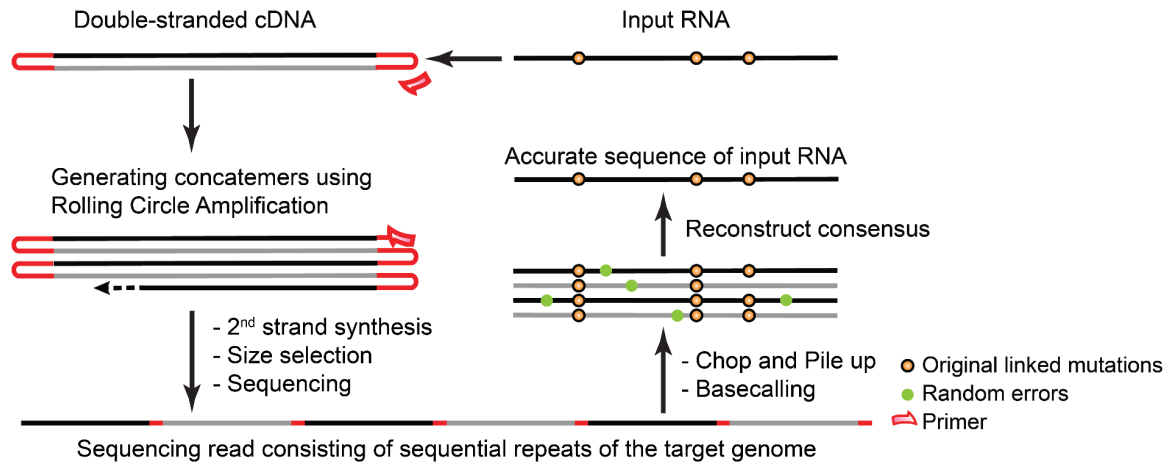 Double-stranded cDNA
Input RNA
Generating concatemers using
Rolling Circle Amplification
- 2nd strand synthesis
- Size selection
- Sequencing
Sequencing read consisting of sequential repeats of the target genome
- Chop and Pile up
- Basecalling
Reconstruct consensus
Accurate sequence of input RNA
Original linked mutations
Random errors
Primer